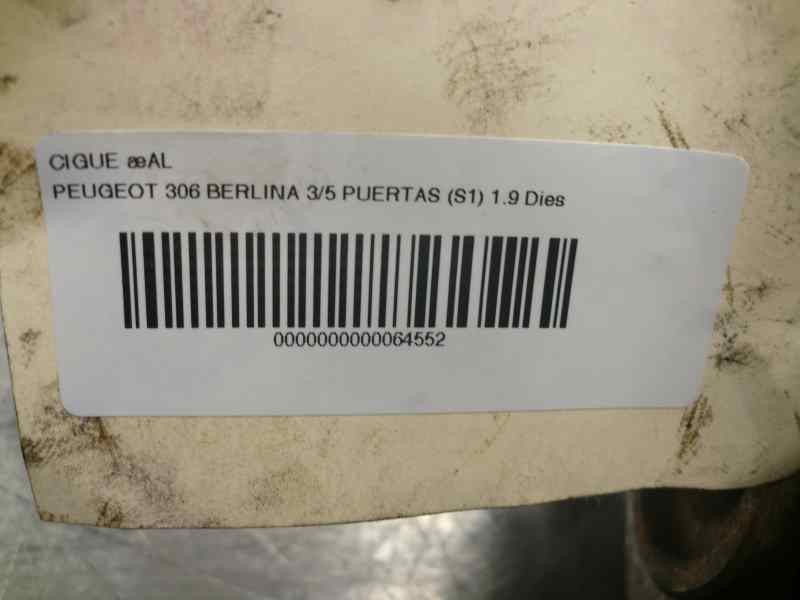 CIGUE æAL
PEUGEOT 306 BERLINA 3/5 PUERTAS (S1) 1.9 Dies
0000000000064552